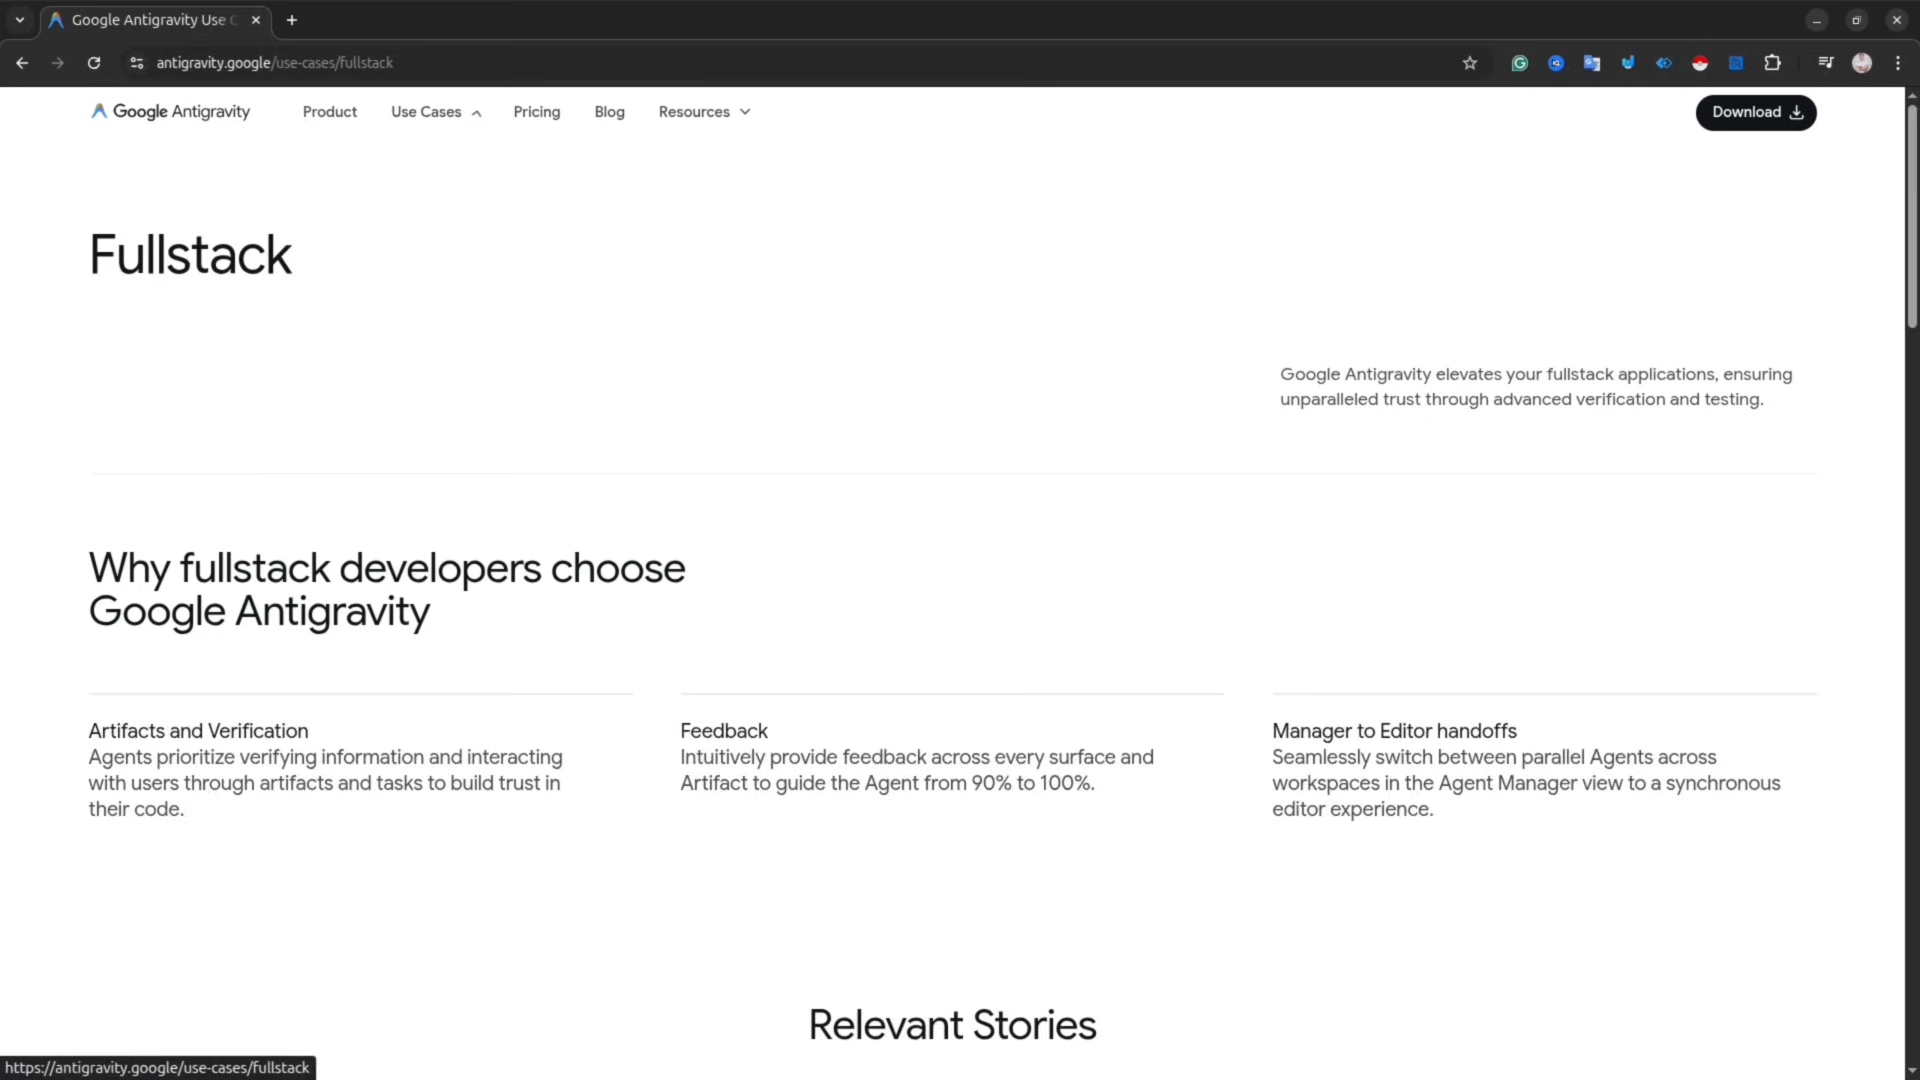 Google Antigravity Use C
antigravity.google/use-cases/fullstack
Google Antigravity
Product
Use Cases
Pricing
Blog
Resources
Download
Fullstack
Google Antigravity elevates your fullstack applications, ensuring
unparalleled trust through advanced verification and testing.
Why fullstack developers choose
Google Antigravity
Artifacts and Verification
Agents prioritize verifying information and interacting
with users through artifacts and tasks to build trust in
their code.
Feedback
Intuitively provide feedback across every surface and
Artifact to guide the Agent from 90% to 100%.
Manager to Editor handoffs
Seamlessly switch between parallel Agents across
workspaces in the Agent Manager view to a synchronous
editor experience.
Relevant Stories
https://antigravity.google/use-cases/fullstack